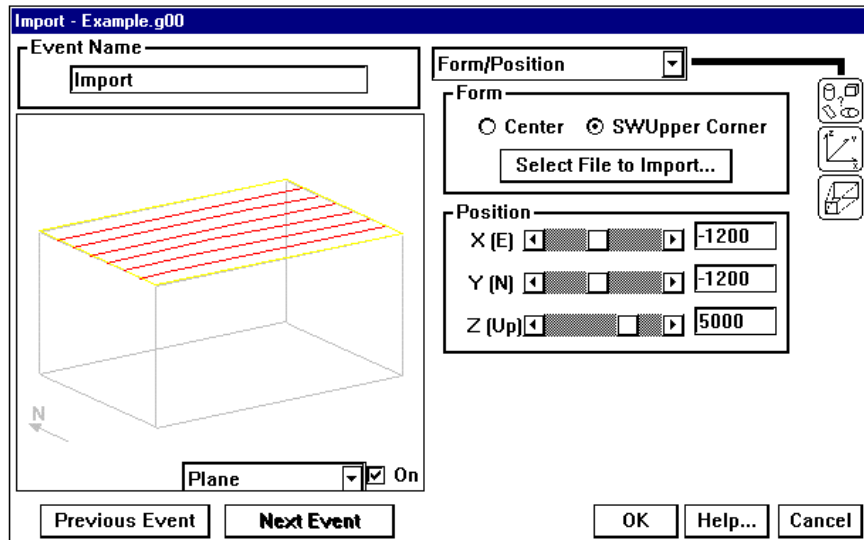 Import - Example.g00
Event Name
Import
Form/Position
Form
Center
SWUpper Corner
Select File to Import...
Position
X (E)
-1200
Y (N)
-1200
Z (Up)
5000
N
Plane
On
Previous Event
Next Event
OK
Help...
Cancel
?
z
Y
x